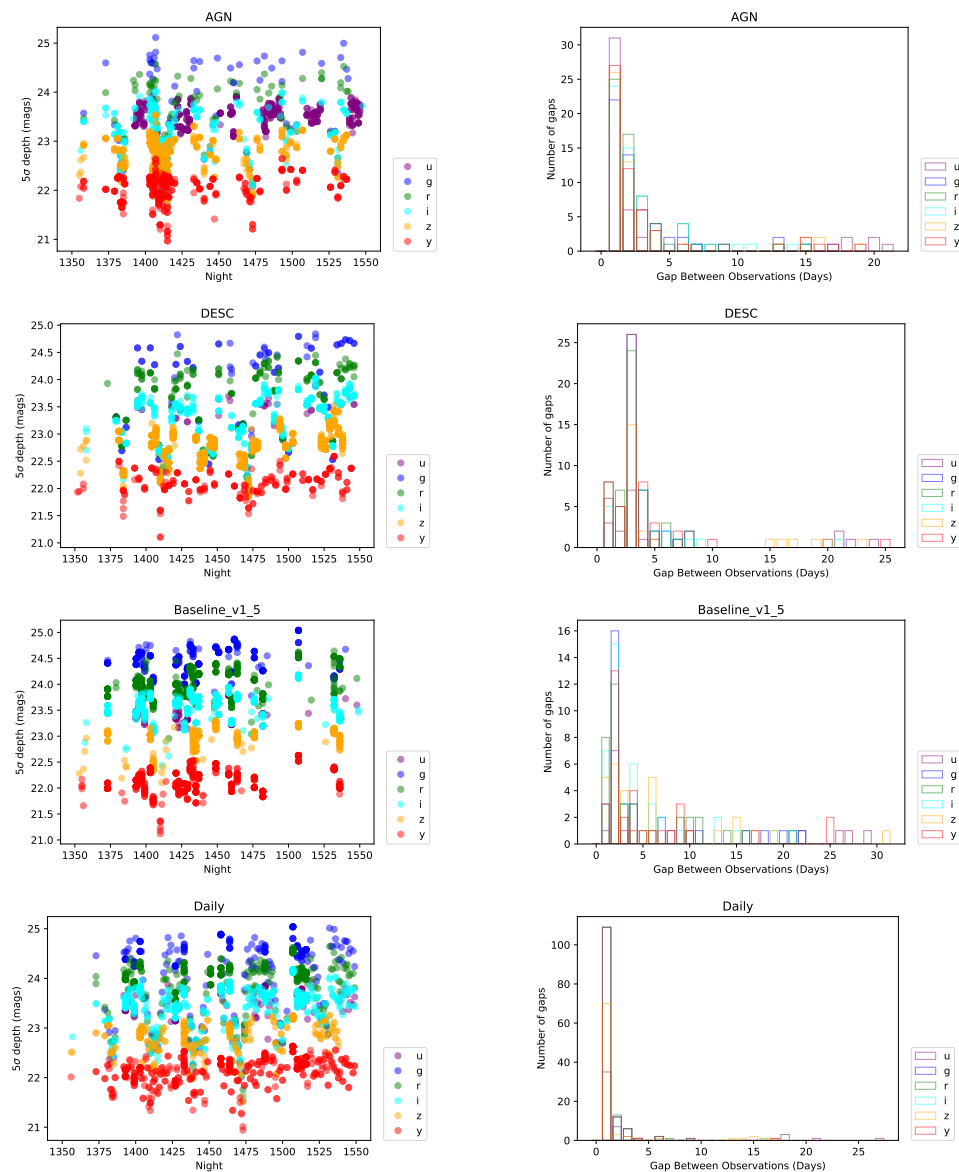 AGN
25
24
23
22
21
5σ depth (mags)
1350 1375 1400 1425 1450 1475 1500 1525 1550
Night
u
g
r
i
z
y
AGN
30
25
20
15
10
5
0
Number of gaps
0 5 10 15 20
Gap Between Observations (Days)
u
g
r
i
z
y
DESC
25.0
24.5
24.0
23.5
23.0
22.5
22.0
21.5
21.0
5σ depth (mags)
1350 1375 1400 1425 1450 1475 1500 1525 1550
Night
u
g
r
i
z
y
DESC
25
20
15
10
5
0
Number of gaps
0 5 10 15 20 25
Gap Between Observations (Days)
u
g
r
i
z
y
Baseline_v1_5
25.0
24.5
24.0
23.5
23.0
22.5
22.0
21.5
21.0
5σ depth (mags)
1350 1375 1400 1425 1450 1475 1500 1525 1550
Night
u
g
r
i
z
y
Baseline_v1_5
16
14
12
10
8
6
4
2
0
Number of gaps
0 5 10 15 20 25 30
Gap Between Observations (Days)
u
g
r
i
z
y
Daily
25
24
23
22
21
5σ depth (mags)
1350 1375 1400 1425 1450 1475 1500 1525 1550
Night
u
g
r
i
z
y
Daily
100
80
60
40
20
0
Number of gaps
0 5 10 15 20 25
Gap Between Observations (Days)
u
g
r
i
z
y